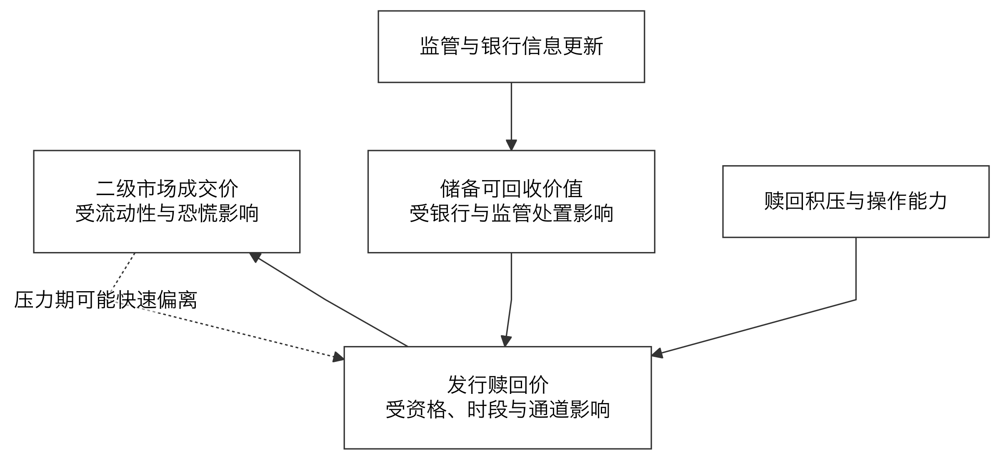 监管与银行信息更新
二级市场成交价
受流动性与恐慌影响
储备可回收价值
受银行与监管处置影响
赎回积压与操作能力
压力期可能快速偏离
发行赎回价
受资格、时段与通道影响